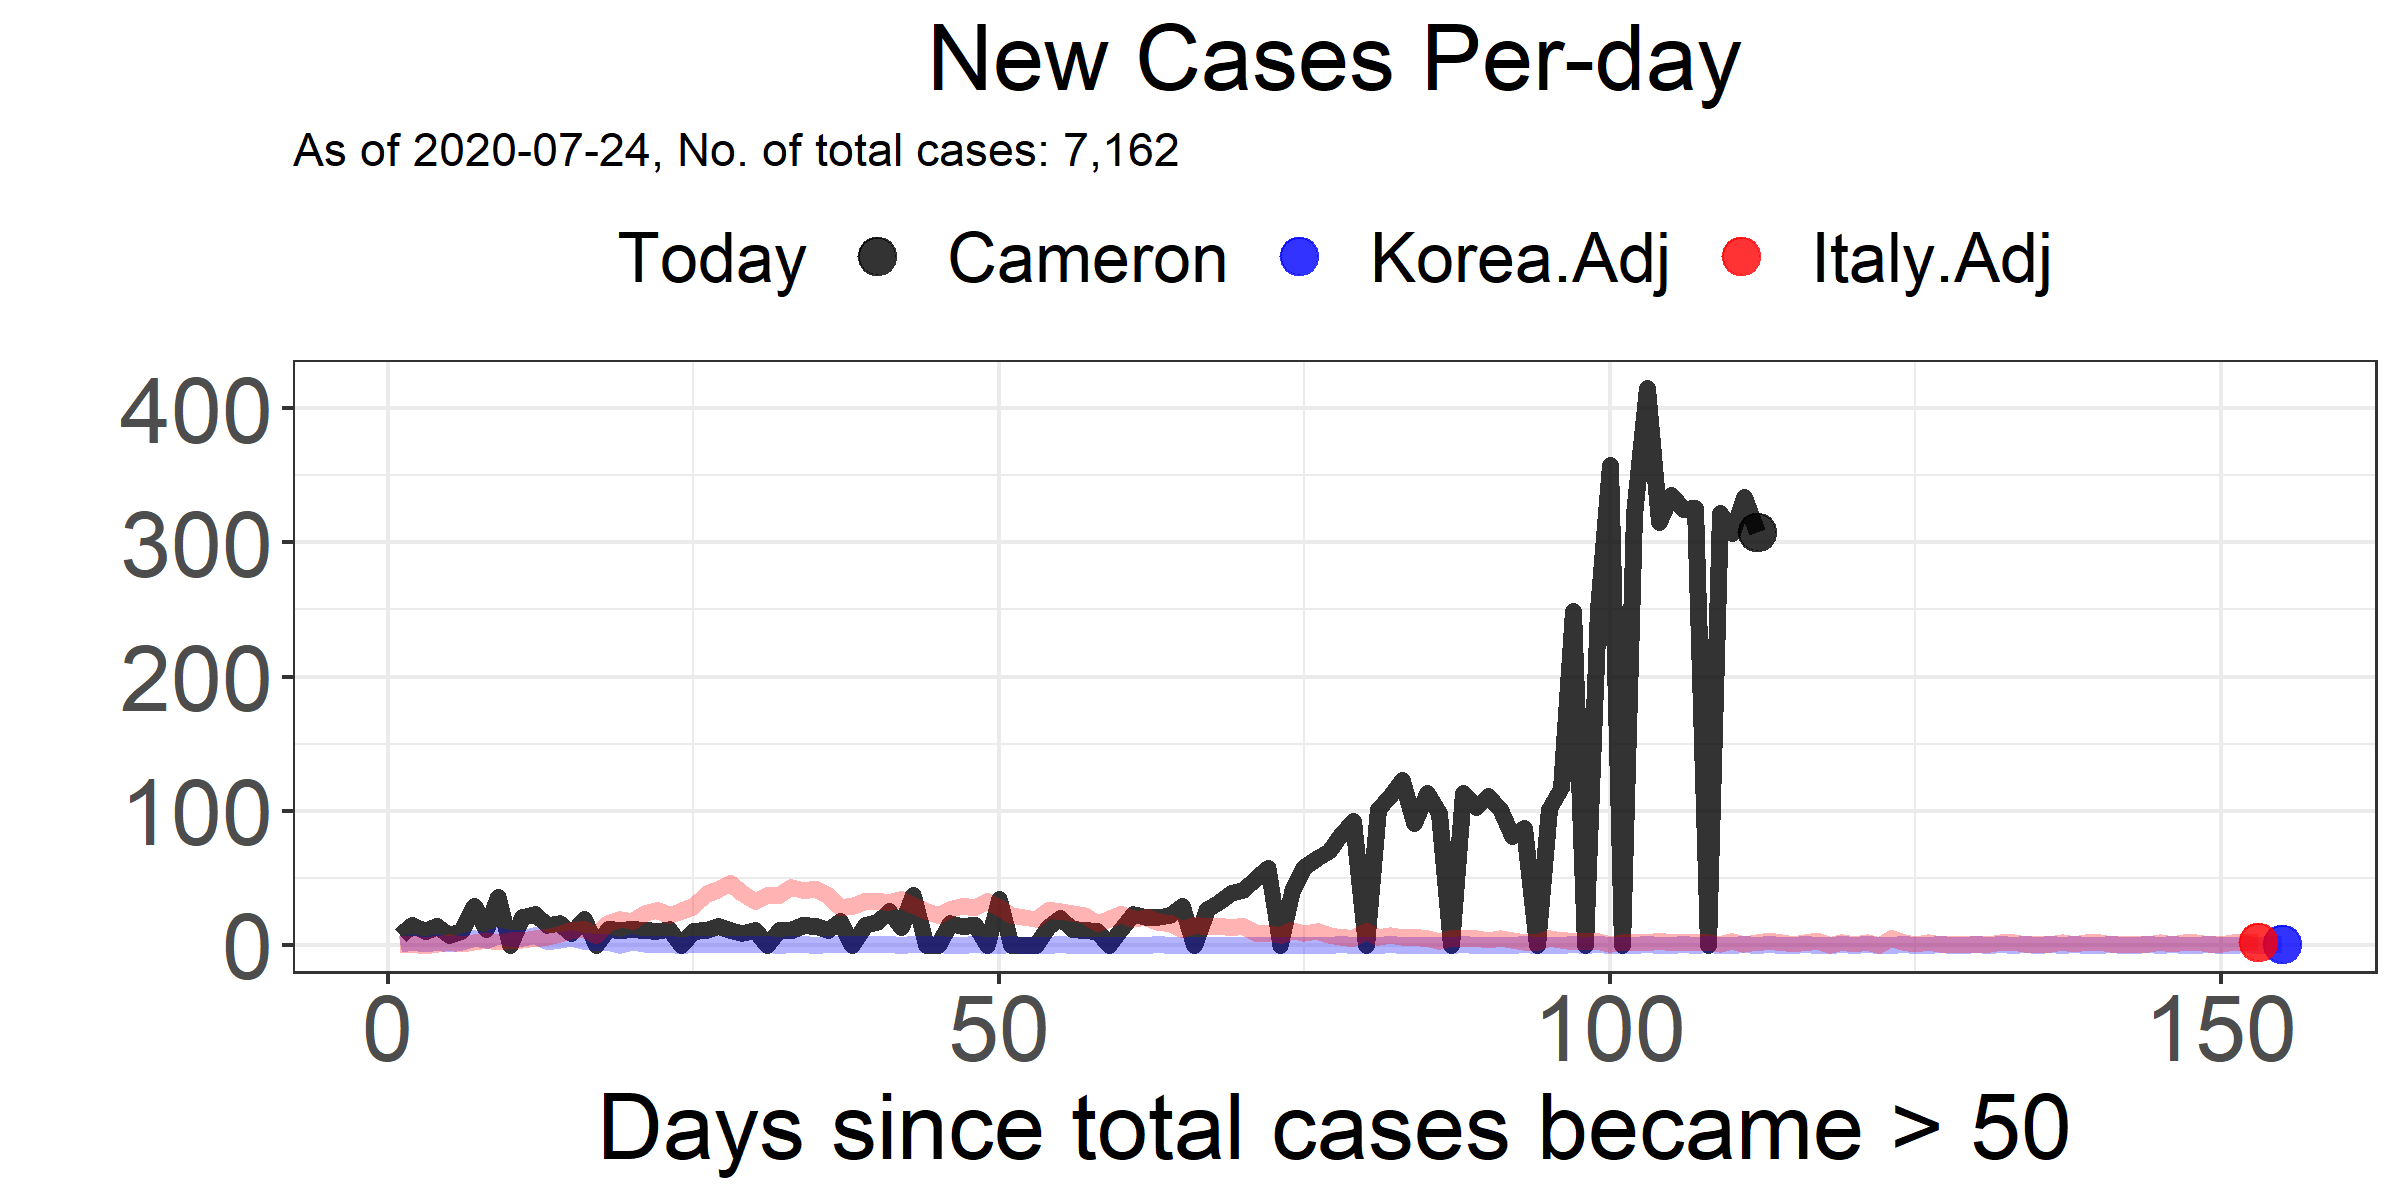 New Cases Per-day
As of 2020-07-24, No. of total cases: 7,162
Today Cameron Korea.Adj Italy.Adj
400
300
200
100
0
0 50 100 150
Days since total cases became > 50